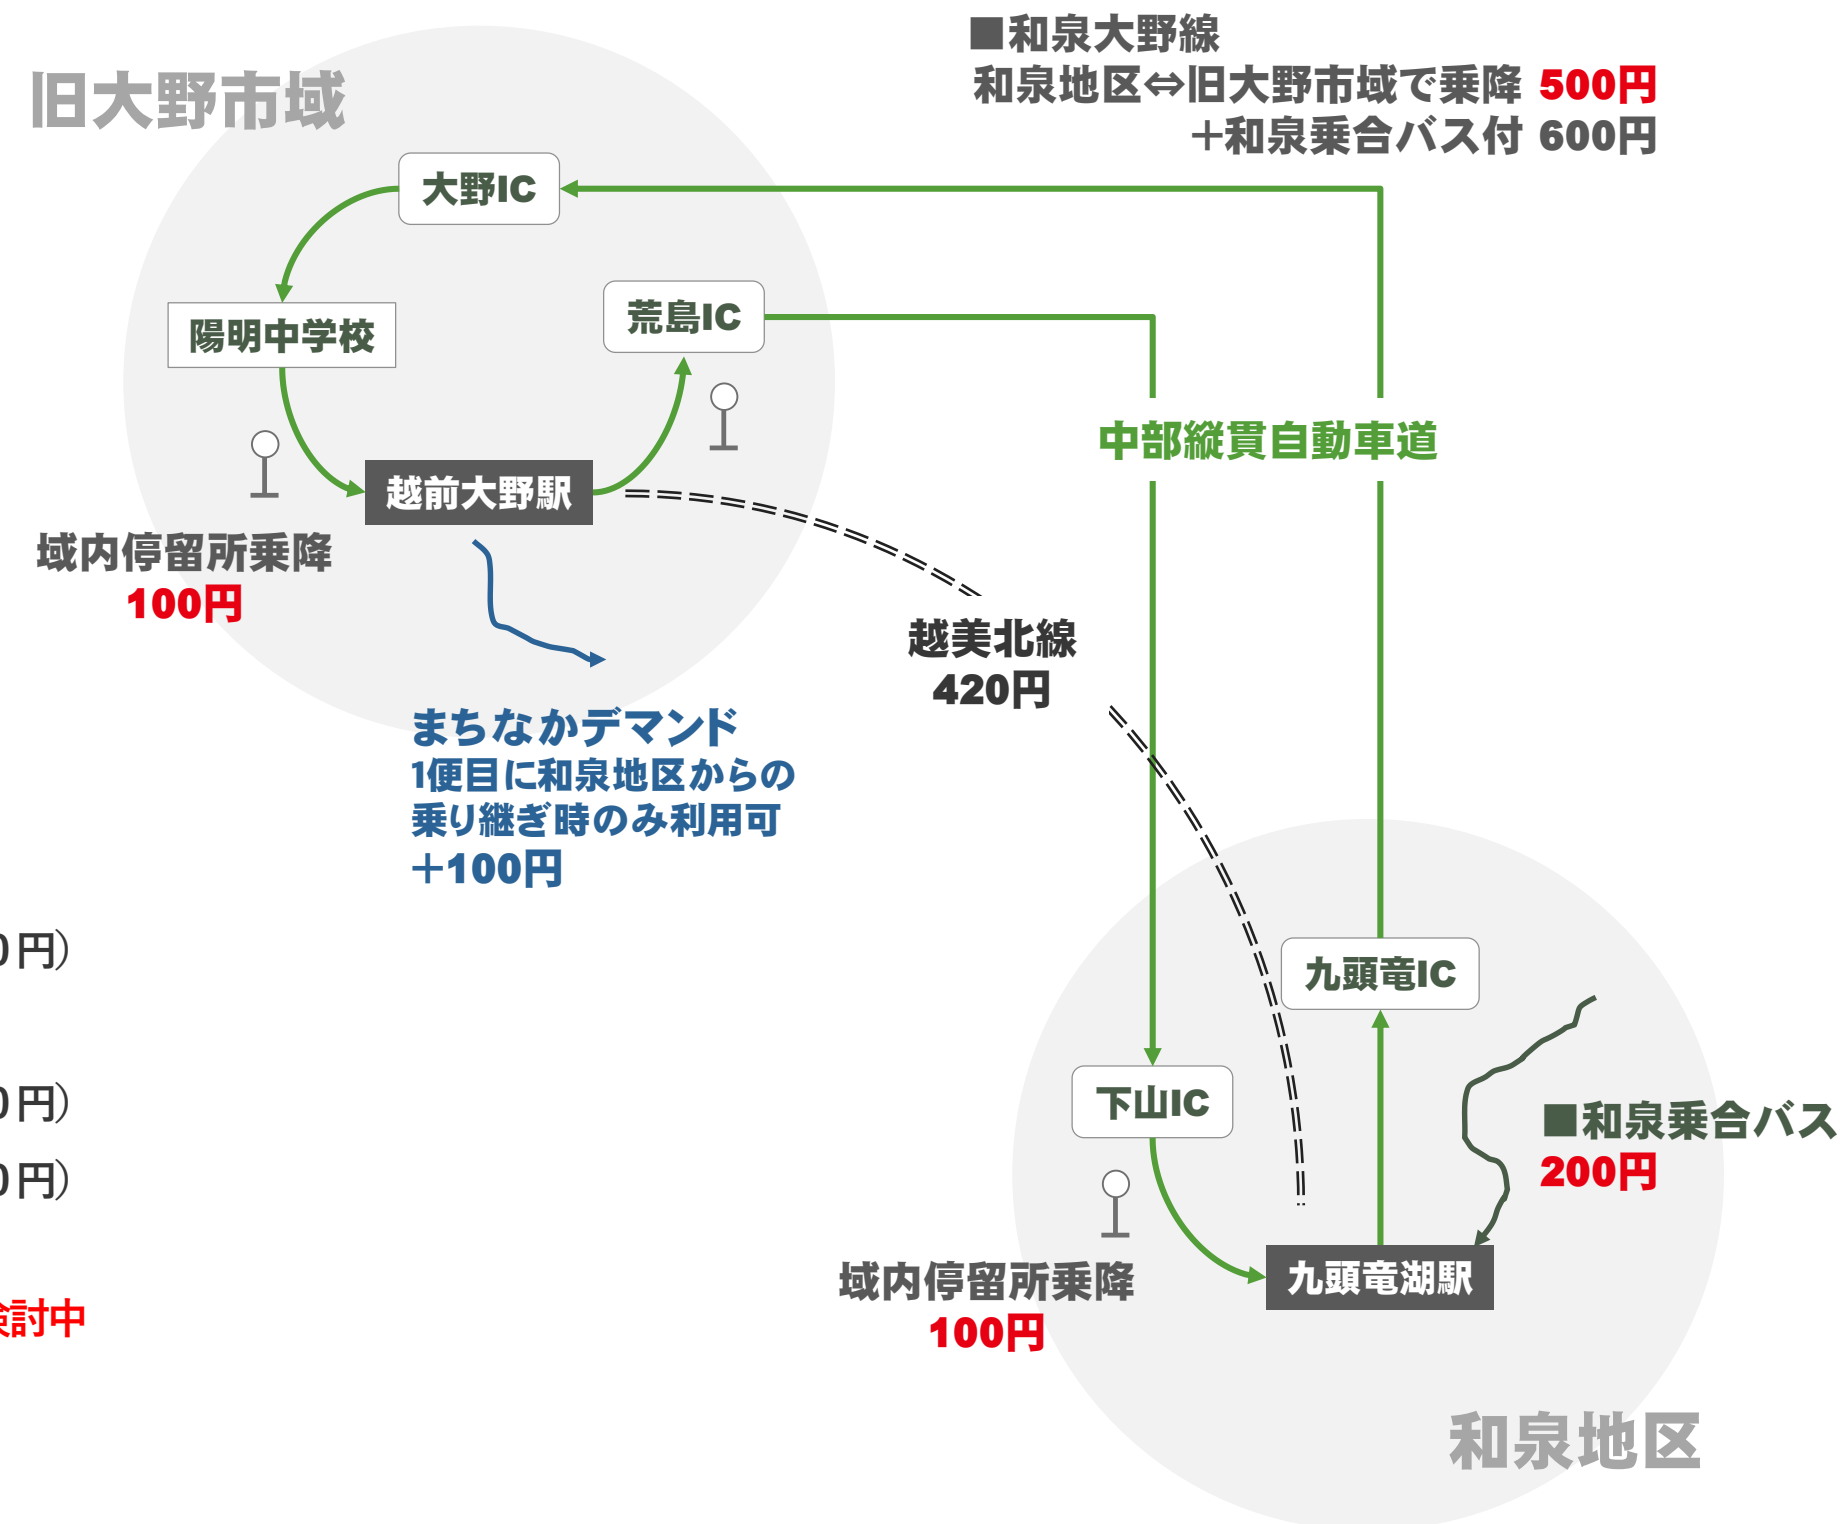 ■和泉大野線
和泉地区⇔旧大野市域で乗降 500円
＋和泉乗合バス付 600円
旧大野市域
大野IC
陽明中学校
荒島IC
越前大野駅
域内停留所乗降
100円
中部縦貫自動車道
越美北線
420円
まちなかデマンド
1便目に和泉地区からの
乗り継ぎ時のみ利用可
＋100円
円）
円）
円）
検討中
九頭竜IC
下山IC
■和泉乗合バス
200円
域内停留所乗降
100円
九頭竜湖駅
和泉地区